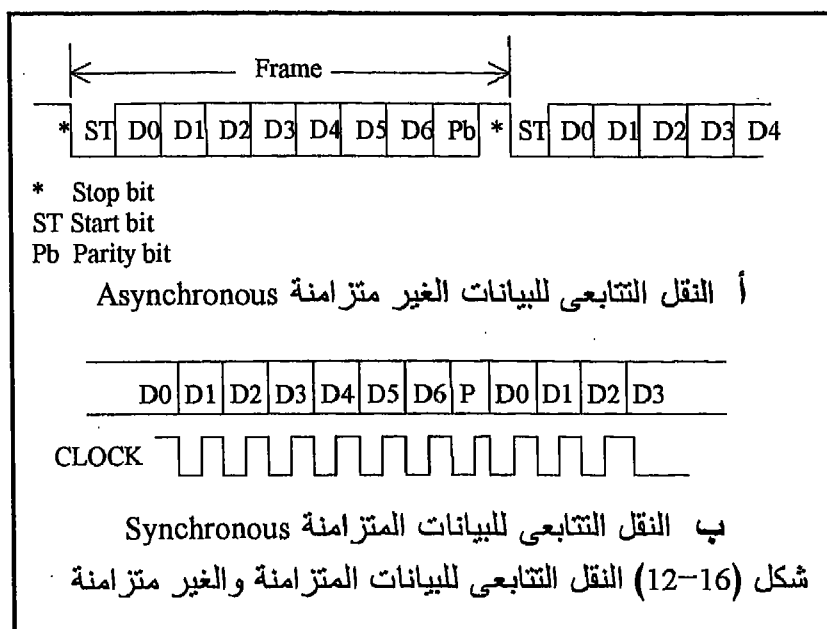 Frame
* ST D0 D1 D2 D3 D4 D5 D6 Pb * ST D0 D1 D2 D3 D4
* Stop bit
ST Start bit
Pb Parity bit
أ النقل التتابعى للبيانات الغير متزامنة Asynchronous
D0 D1 D2 D3 D4 D5 D6 P D0 D1 D2 D3
CLOCK
ب النقل التتابعى للبيانات المتزامنة Synchronous
شكل (16-12) النقل التتابعى للبيانات المتزامنة والغير متزامنة